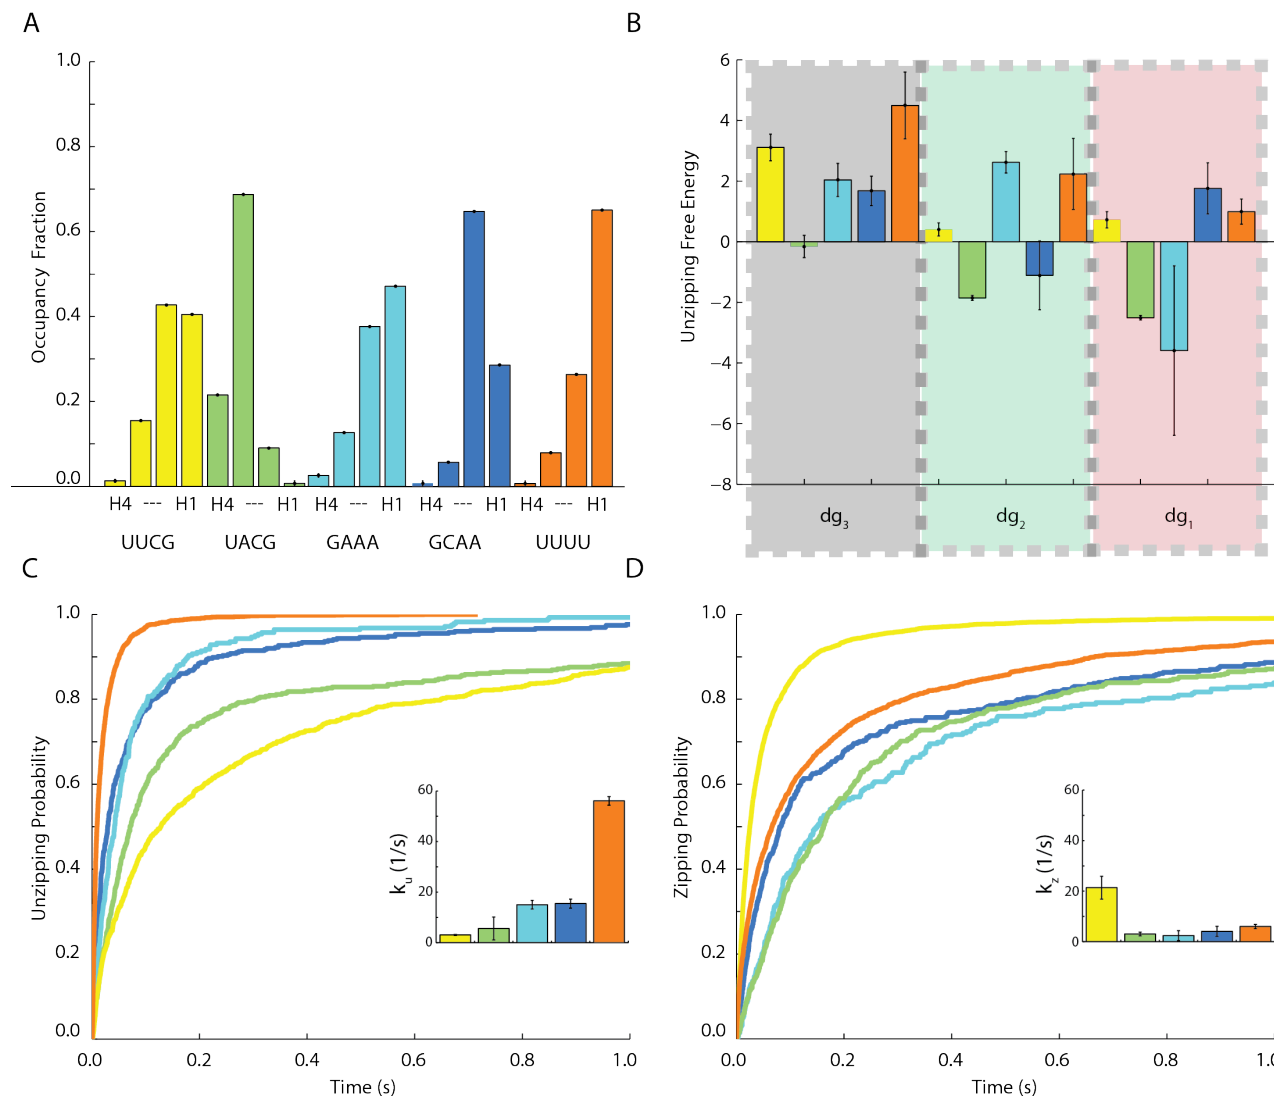 A
1.0
0.8
0.6
0.4
0.2
0.0
Occupancy Fraction
H4 --- H1 H4 --- H1 H4 --- H1 H4 --- H1 H4 --- H1
UUCG UACG GAAA GCAA UUUU
B
6
4
2
0
−2
−4
−6
−8
Unzipping Free Energy
dg₃ dg₂ dg₁
C
1.0
0.8
0.6
0.4
0.2
0.0
Unzipping Probability
0.0 0.2 0.4 0.6 0.8 1.0
Time (s)
60
40
20
0
kᵤ (1/s)
D
1.0
0.8
0.6
0.4
0.2
0.0
Zipping Probability
0.0 0.2 0.4 0.6 0.8 1.0
Time (s)
60
40
20
0
k_z (1/s)